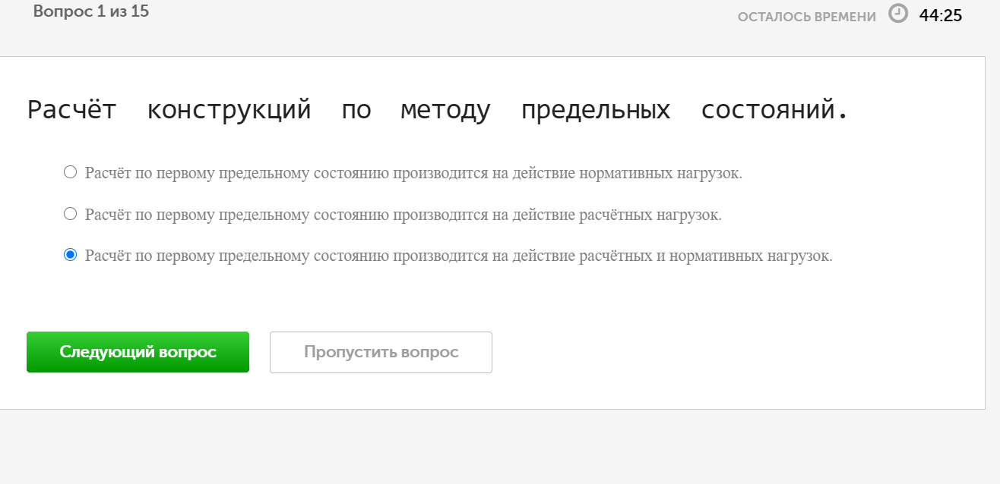 Вопрос 1 из 15
ОСТАЛОСЬ ВРЕМЕНИ 44:25
Расчёт конструкций по методу предельных состояний.
Расчёт по первому предельному состоянию производится на действие нормативных нагрузок.
Расчёт по первому предельному состоянию производится на действие расчётных нагрузок.
Расчёт по первому предельному состоянию производится на действие расчётных и нормативных нагрузок.
Следующий вопрос Пропустить вопрос